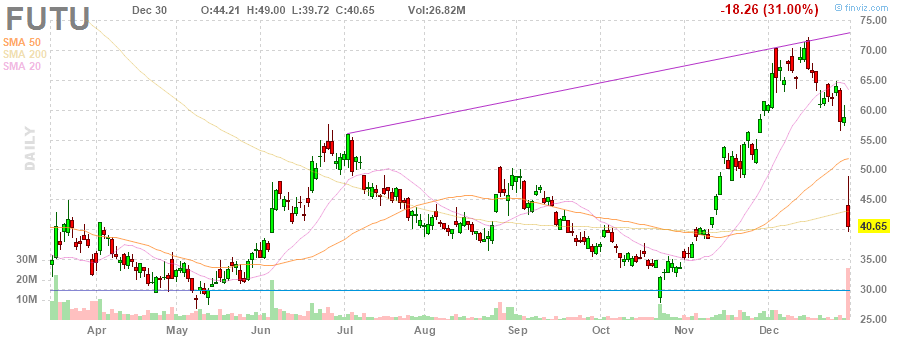 FUTU Dec 30 O:44.21 H:49.00 L:39.72 C:40.65 Vol:26.82M -18.26 (31.00%) © finviz.com
SMA 50
SMA 200
SMA 20
DAILY
75.00
70.00
65.00
60.00
55.00
50.00
45.00
40.65
35.00
30.00
25.00
30M
20M
10M
Apr May Jun Jul Aug Sep Oct Nov Dec